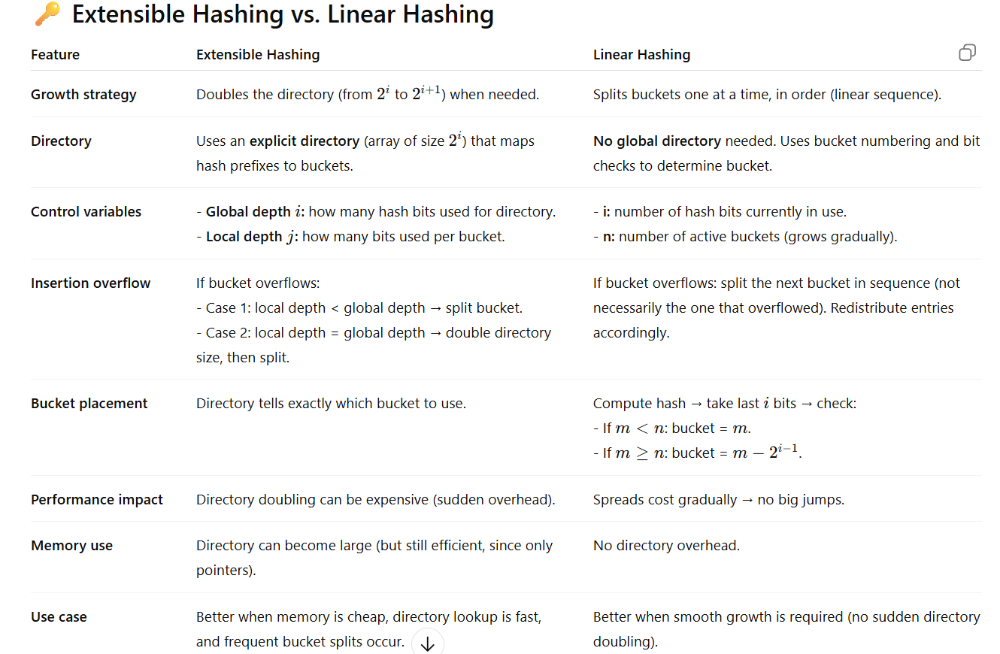 🔑 Extensible Hashing vs. Linear Hashing
Feature Extensible Hashing Linear Hashing
Growth strategy Doubles the directory (from 2^i to 2^{i+1}) when needed. Splits buckets one at a time, in order (linear sequence).
Directory Uses an explicit directory (array of size 2^i) that maps No global directory needed. Uses bucket numbering and bit
hash prefixes to buckets. checks to determine bucket.
Control variables - Global depth i: how many hash bits used for directory. - i: number of hash bits currently in use.
- Local depth j: how many bits used per bucket. - n: number of active buckets (grows gradually).
Insertion overflow If bucket overflows: If bucket overflows: split the next bucket in sequence (not
- Case 1: local depth < global depth → split bucket. necessarily the one that overflowed). Redistribute entries
- Case 2: local depth = global depth → double directory accordingly.
size, then split.
Bucket placement Directory tells exactly which bucket to use. Compute hash → take last i bits → check:
- If m < n: bucket = m.
- If m ≥ n: bucket = m − 2^{i−1}.
Performance impact Directory doubling can be expensive (sudden overhead). Spreads cost gradually → no big jumps.
Memory use Directory can become large (but still efficient, since only No directory overhead.
pointers).
Use case Better when memory is cheap, directory lookup is fast, Better when smooth growth is required (no sudden directory
and frequent bucket splits occur. doubling).